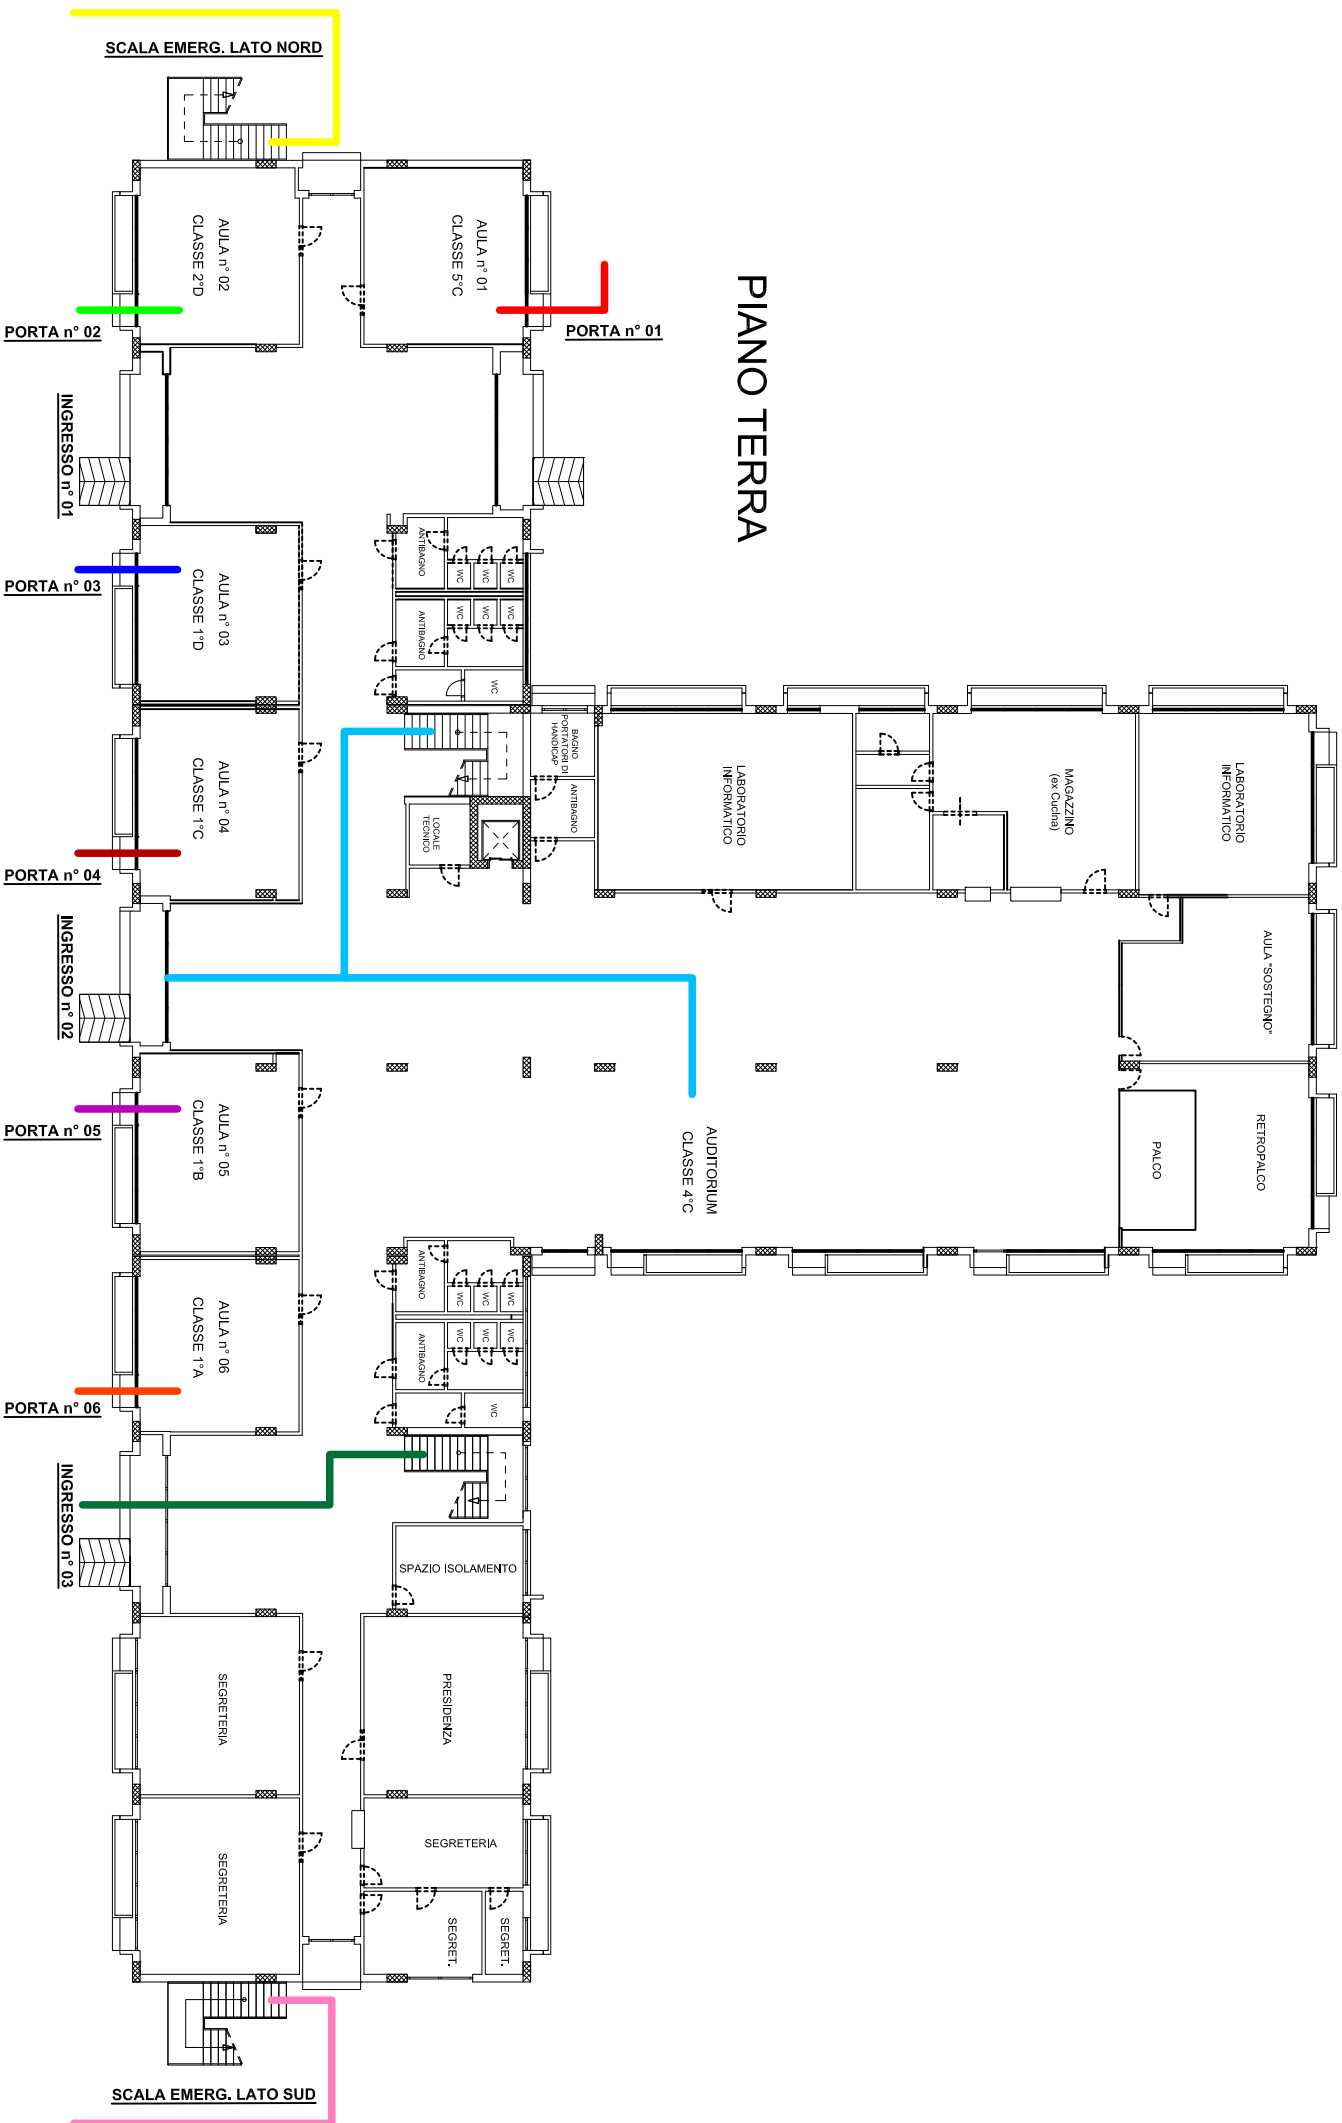 SCALA EMERG. LATO NORD
AULA n° 02
CLASSE 2°D
AULA n° 01
CLASSE 5°C
PIANO TERRA
PORTA n° 02
PORTA n° 01
INGRESSO n° 01
ANTIBAGNO
WC
WC
WC
PORTA n° 03
AULA n° 03
CLASSE 1°D
ANTIBAGNO
WC
WC
WC
WC
BAGNO
PORTATORI DI
HANDICAP
ANTIBAGNO
LABORATORIO
INFORMATICO
MAGAZZINO
(ex Cucina)
LABORATORIO
INFORMATICO
AULA n° 04
CLASSE 1°C
LOCALE
TECNICO
PORTA n° 04
INGRESSO n° 02
AULA "SOSTEGNO"
AULA n° 05
CLASSE 1°B
PORTA n° 05
AUDITORIUM
CLASSE 4°C
PALCO
RETROPALCO
ANTIBAGNO
WC
WC
WC
AULA n° 06
CLASSE 1°A
ANTIBAGNO
WC
WC
WC
WC
PORTA n° 06
INGRESSO n° 03
SPAZIO ISOLAMENTO
SEGRETERIA
PRESIDENZA
SEGRETERIA
SEGRETERIA
SEGRET.
SEGRET.
SCALA EMERG. LATO SUD